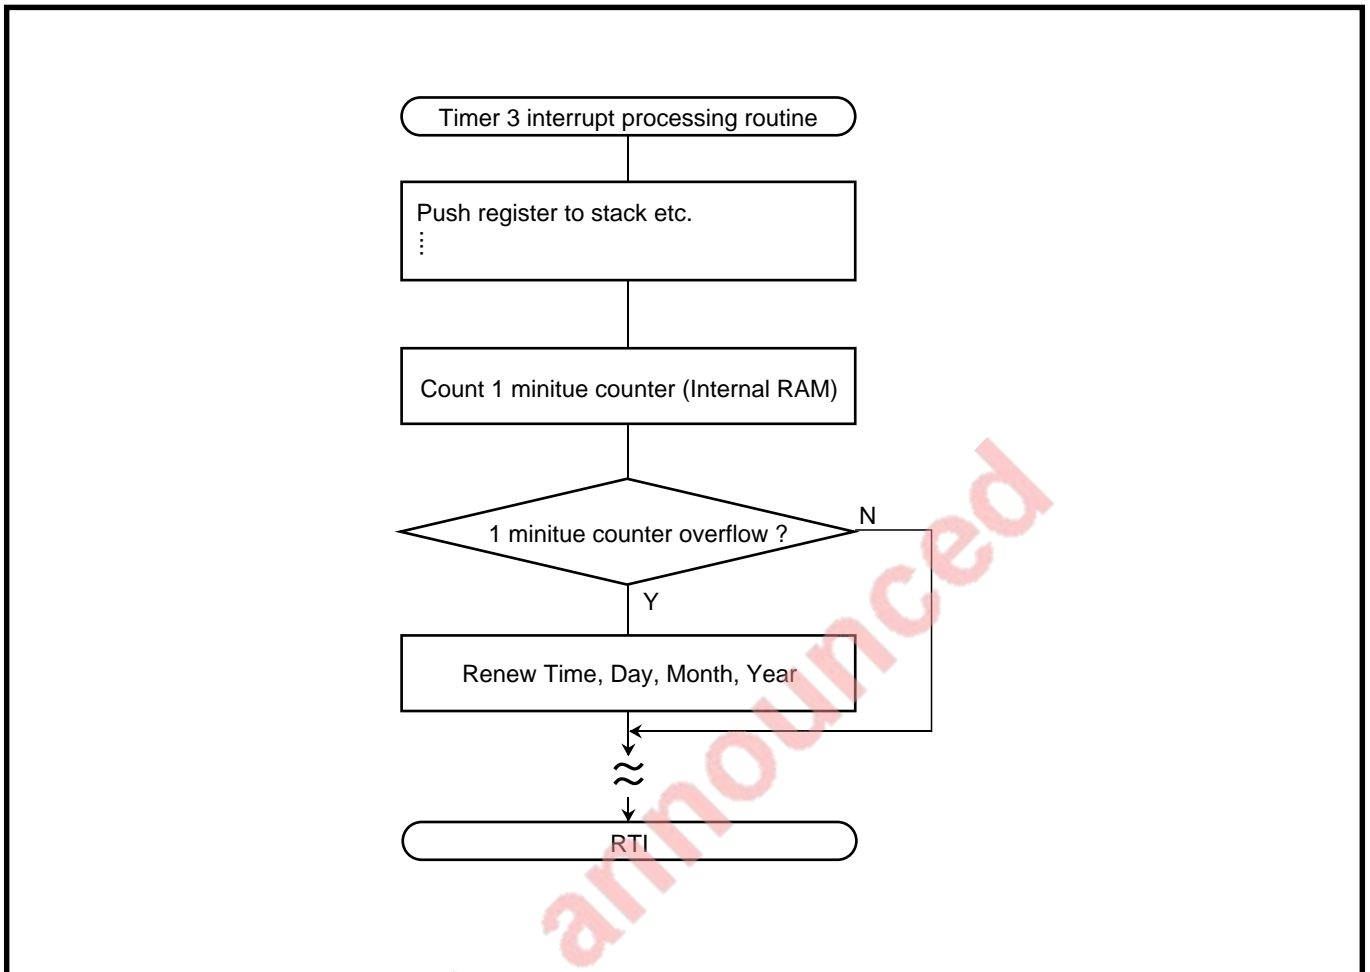 Timer 3 interrupt processing routine
Push register to stack etc.
Count 1 minitue counter (Internal RAM)
1 minitue counter overflow ?
N
Y
Renew Time, Day, Month, Year
RTI
announced